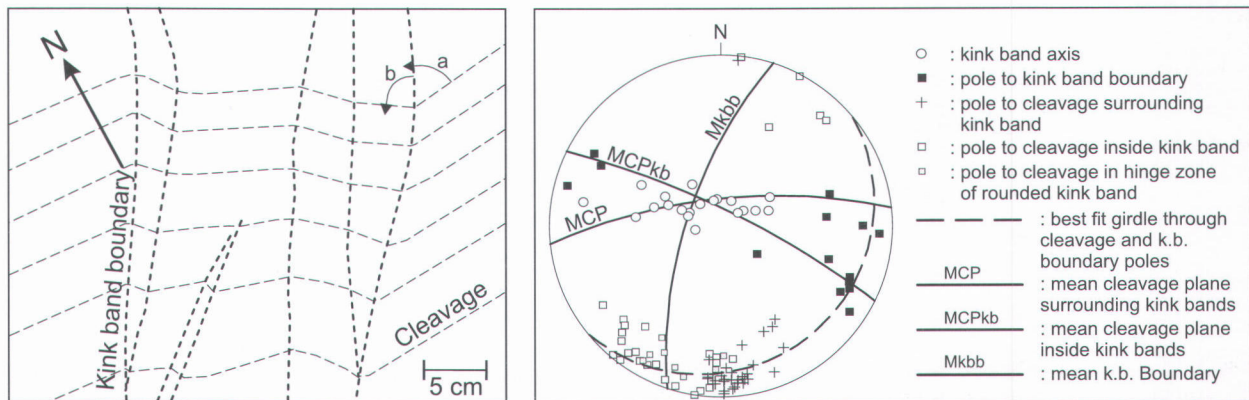 N
b
a
Kink band boundary
Cleavage
5 cm
N
Mkbb
MCPkb
MCP
: kink band axis
: pole to kink band boundary
: pole to cleavage surrounding
kink band
: pole to cleavage inside kink band
: pole to cleavage in hinge zone
of rounded kink band
: best fit girdle through
cleavage and k.b.
boundary poles
MCP
: mean cleavage plane
surrounding kink bands
MCPkb
: mean cleavage plane
inside kink bands
Mkbb
: mean k.b. Boundary